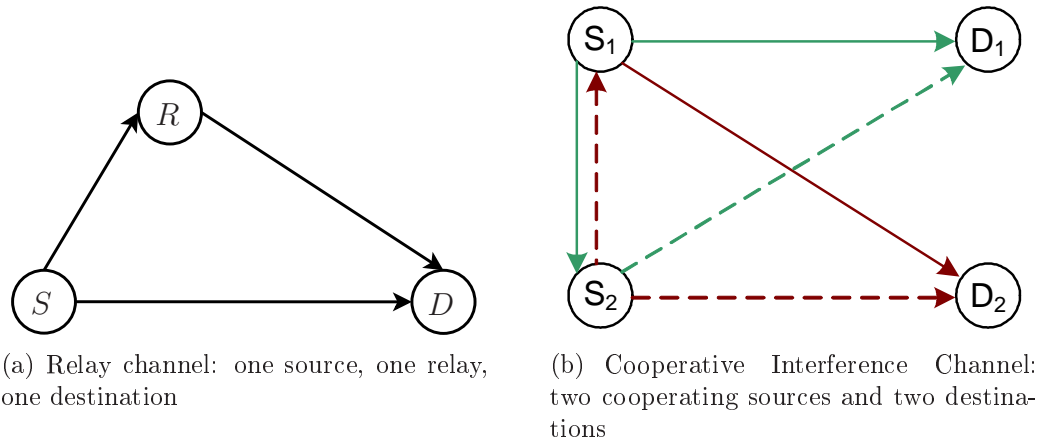 R
S
D
(a) Relay channel: one source, one relay,
one destination
S1
D1
S2
D2
(b) Cooperative Interference Channel:
two cooperating sources and two destina-
tions